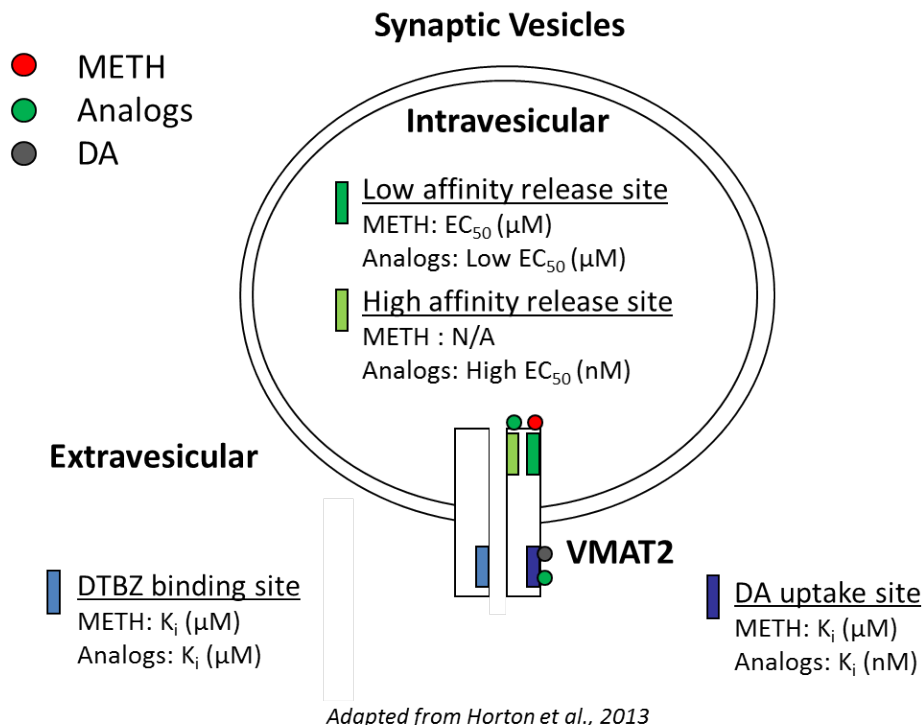 Synaptic Vesicles
METH
Analogs
DA
Intravesicular
Low affinity release site
METH: EC₅₀ (μM)
Analogs: Low EC₅₀ (μM)
High affinity release site
METH : N/A
Analogs: High EC₅₀ (nM)
Extravesicular
VMAT2
DTBZ binding site
METH: Kᵢ (μM)
Analogs: Kᵢ (μM)
DA uptake site
METH: Kᵢ (μM)
Analogs: Kᵢ (nM)
Adapted from Horton et al., 2013